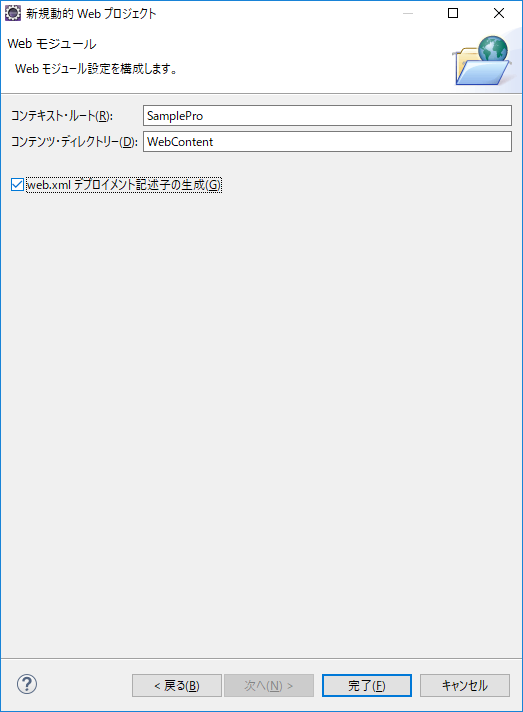 新規動的 Web プロジェクト
Web モジュール
Web モジュール設定を構成します。
コンテキスト・ルート(R): SamplePro
コンテンツ・ディレクトリー(D): WebContent
web.xml デプロイメント記述子の生成(G)
? < 戻る(B) 次へ(N) > 完了(F) キャンセル